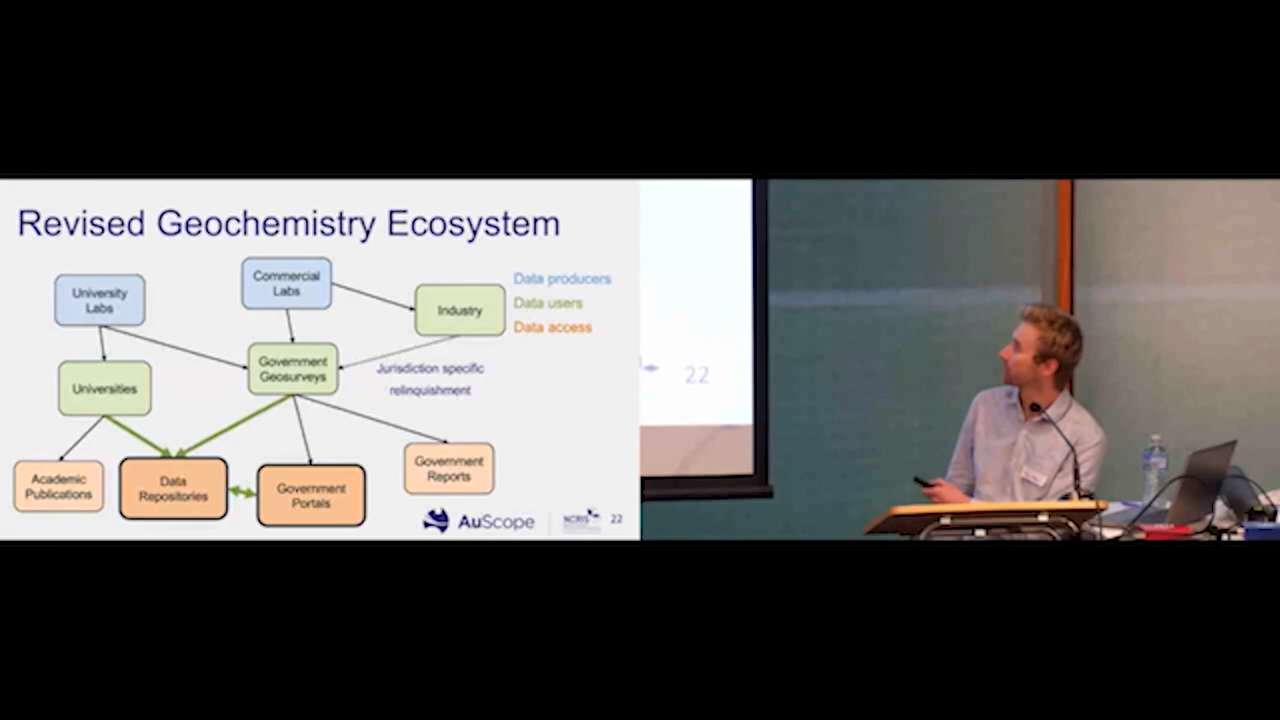 Revised Geochemistry Ecosystem
University
Labs
Commercial
Labs
Industry
Data producers
Data users
Data access
Universities
Government
Geosurveys
Jurisdiction specific
relinquishment
Academic
Publications
Data
Repositories
Government
Portals
Government
Reports
AuScope
NCRIS
22
22